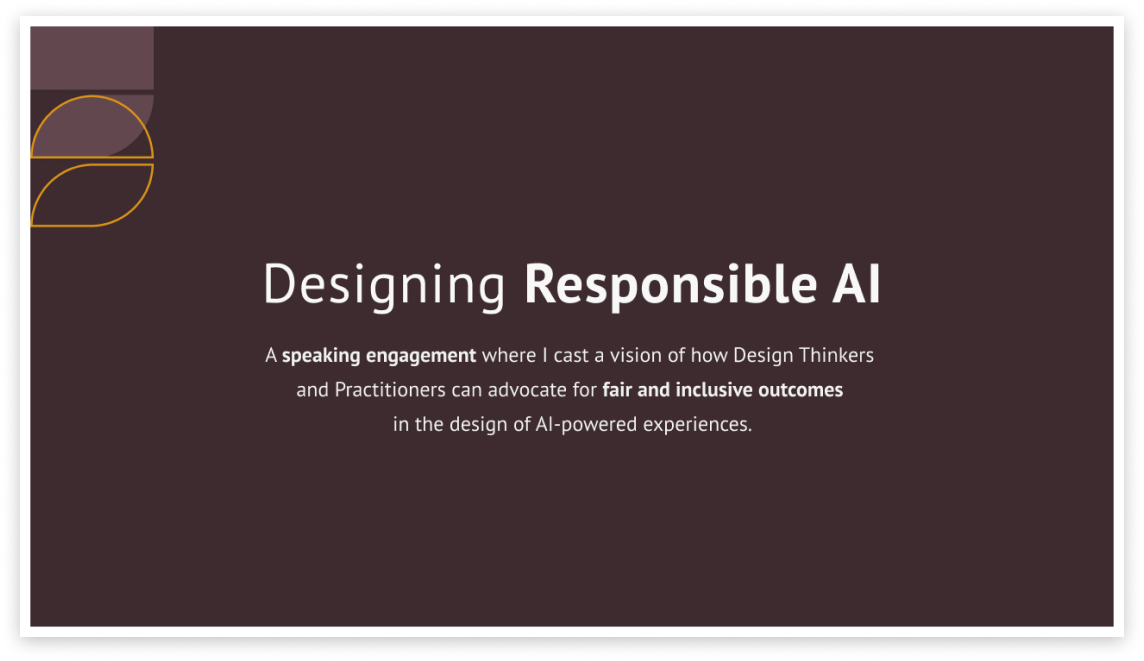 Designing Responsible AI
A speaking engagement where I cast a vision of how Design Thinkers
and Practitioners can advocate for fair and inclusive outcomes
in the design of AI-powered experiences.